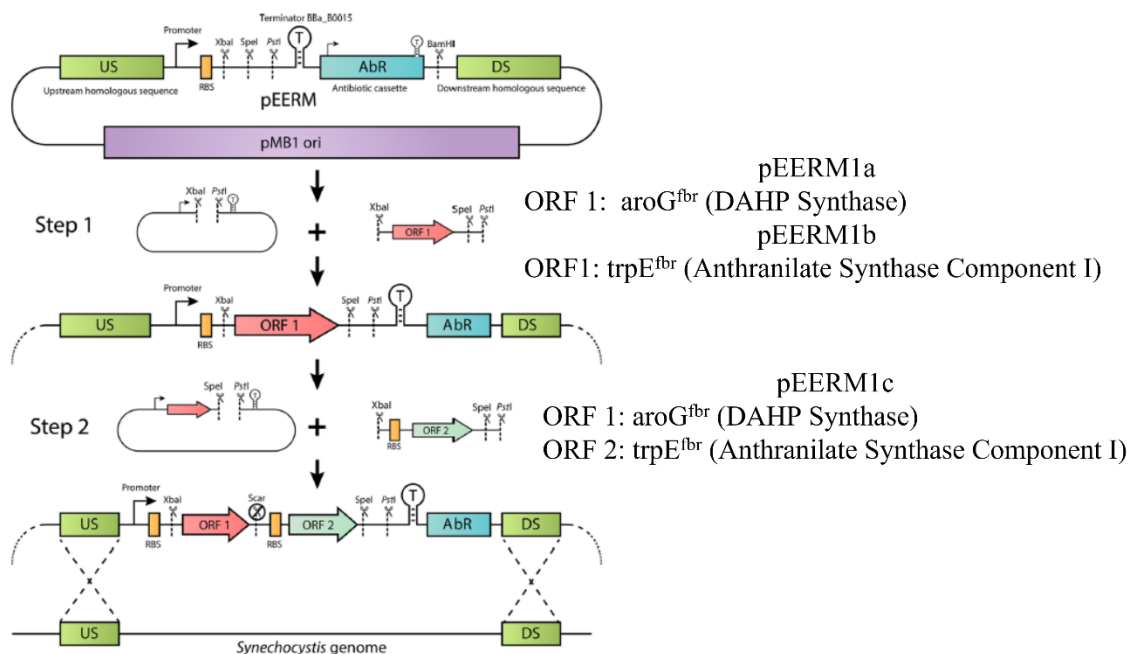 Terminator BBa_B0015
Promoter
XbaI SpeI PstI T T BamHI
US AbR DS
Upstream homologous sequence RBS Antibiotic cassette Downstream homologous sequence
pEERM
pMB1 ori
pEERM1a
ORF 1: aroGfbr (DAHP Synthase)
pEERM1b
ORF1: trpEfbr (Anthranilate Synthase Component I)
XbaI PstI T
Step 1 + XbaI ORF 1 SpeI PstI
Promoter XbaI SpeI PstI T
US ORF 1 AbR DS
RBS
pEERM1c
ORF 1: aroGfbr (DAHP Synthase)
ORF 2: trpEfbr (Anthranilate Synthase Component I)
SpeI PstI T
Step 2 + XbaI ORF 2 SpeI PstI
RBS
Promoter XbaI Scar X SpeI PstI T
US ORF 1 ORF 2 AbR DS
RBS RBS
x x
US DS
Synechocystis genome